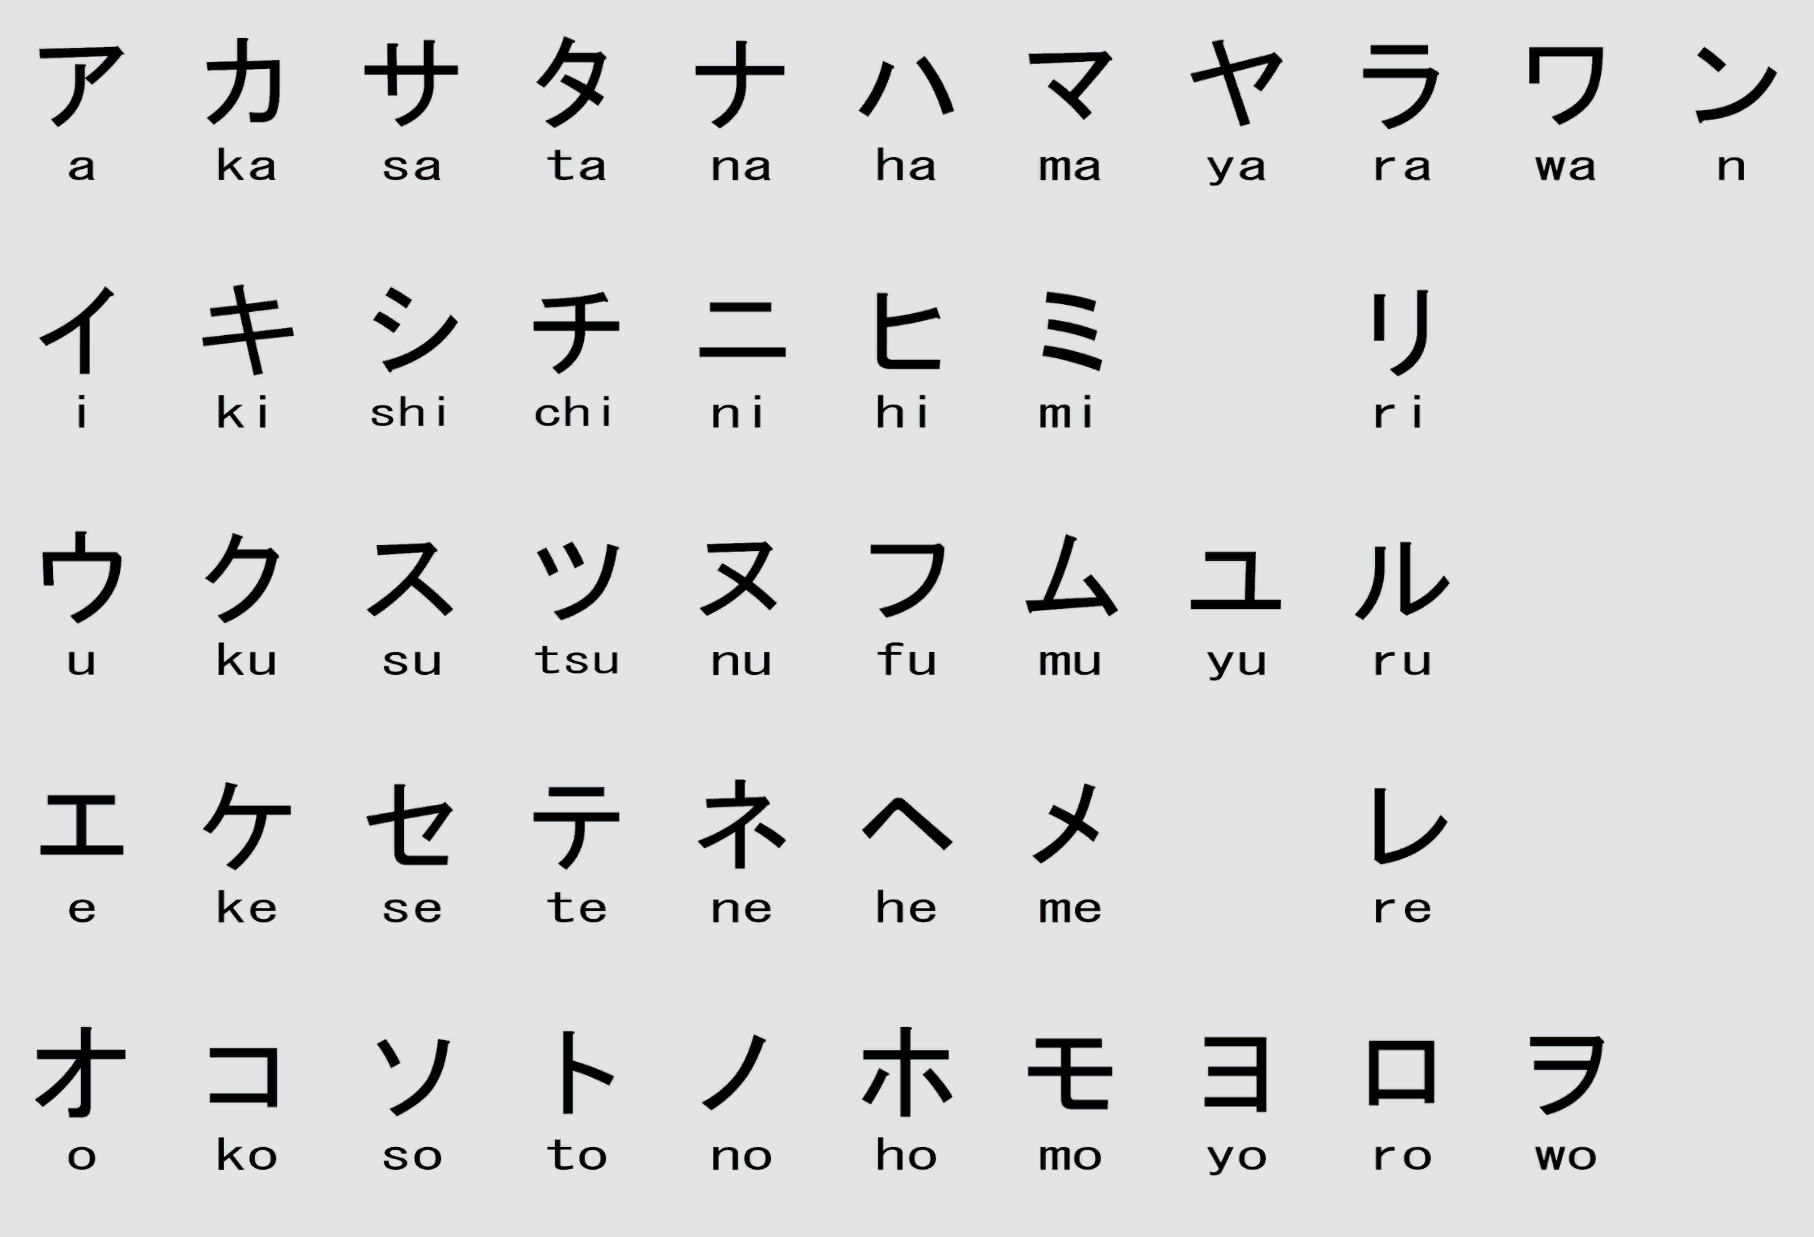 ア カ サ タ ナ ハ マ ヤ ラ ワ ン
a ka sa ta na ha ma ya ra wa n
イ キ シ チ ニ ヒ ミ リ
i ki shi chi ni hi mi ri
ウ ク ス ツ ヌ フ ム ユ ル
u ku su tsu nu fu mu yu ru
エ ケ セ テ ネ ヘ メ レ
e ke se te ne he me re
オ コ ソ ト ノ ホ モ ヨ ロ ヲ
o ko so to no ho mo yo ro wo